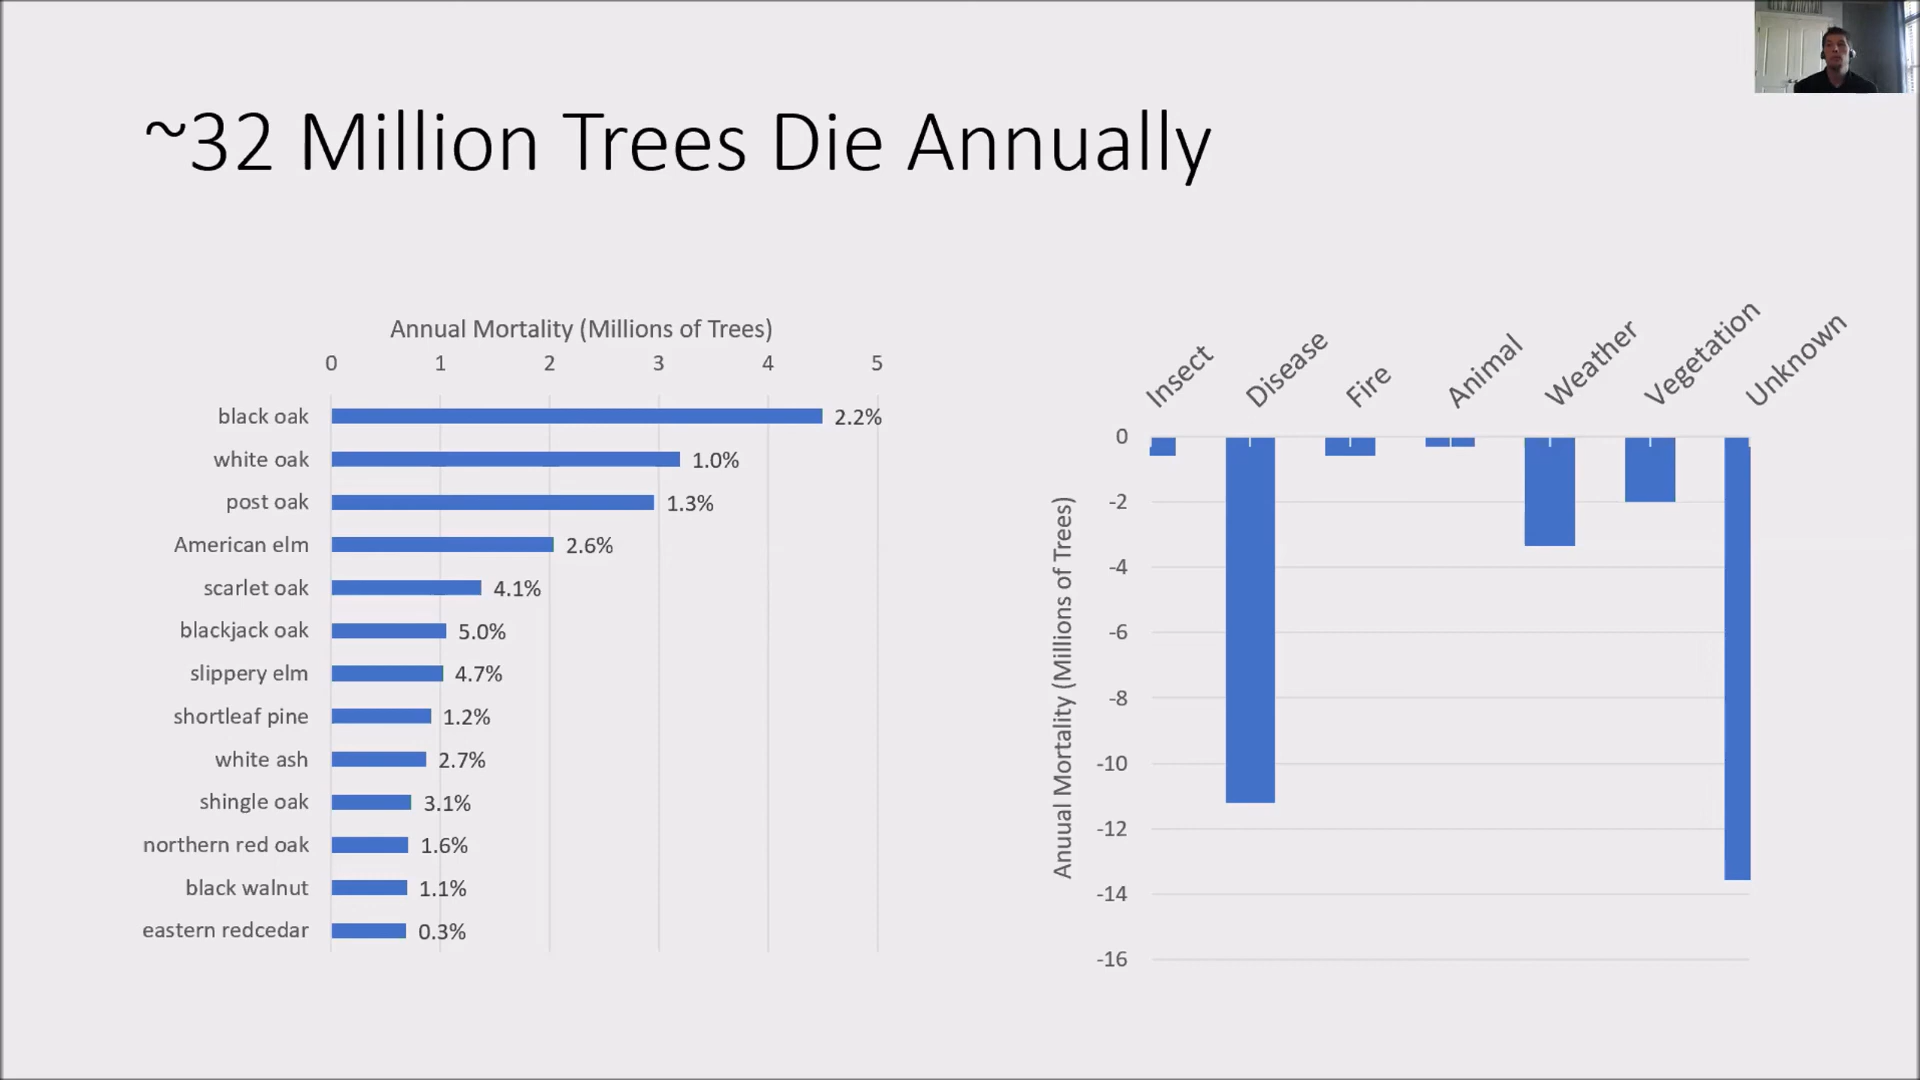 ~32 Million Trees Die Annually
Annual Mortality (Millions of Trees)
0 1 2 3 4 5
black oak 2.2%
white oak 1.0%
post oak 1.3%
American elm 2.6%
scarlet oak 4.1%
blackjack oak 5.0%
slippery elm 4.7%
shortleaf pine 1.2%
white ash 2.7%
shingle oak 3.1%
northern red oak 1.6%
black walnut 1.1%
eastern redcedar 0.3%
Insect Disease Fire Animal Weather Vegetation Unknown
Anuual Mortality (Millions of Trees)
0
-2
-4
-6
-8
-10
-12
-14
-16